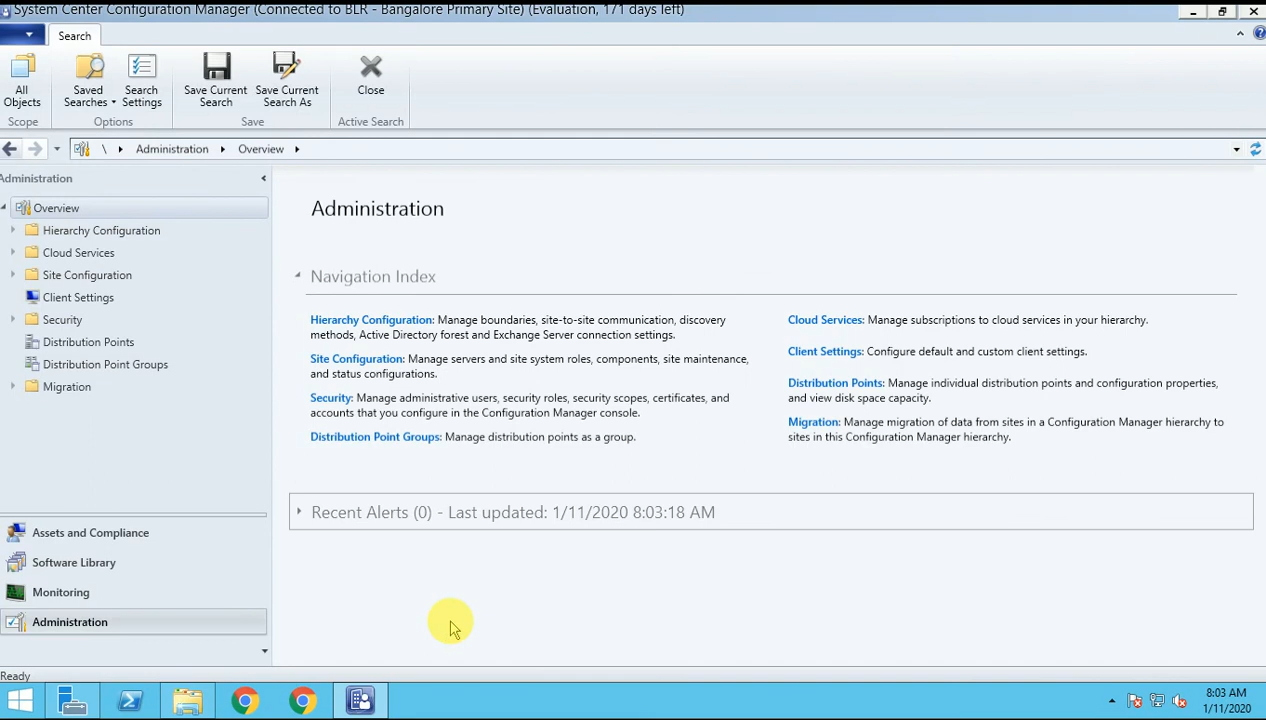 System Center Configuration Manager (Connected to BLR - Bangalore Primary Site) (Evaluation, 171 days left)
Search
All Objects
Saved Searches
Search Settings
Save Current Search
Save Current Search As
Close
Scope
Options
Save
Active Search
\ Administration Overview
Administration
Overview
Hierarchy Configuration
Cloud Services
Site Configuration
Client Settings
Security
Distribution Points
Distribution Point Groups
Migration
Assets and Compliance
Software Library
Monitoring
Administration
Administration
Navigation Index
Hierarchy Configuration: Manage boundaries, site-to-site communication, discovery
methods, Active Directory forest and Exchange Server connection settings.
Site Configuration: Manage servers and site system roles, components, site maintenance,
and status configurations.
Security: Manage administrative users, security roles, security scopes, certificates, and
accounts that you configure in the Configuration Manager console.
Distribution Point Groups: Manage distribution points as a group.
Cloud Services: Manage subscriptions to cloud services in your hierarchy.
Client Settings: Configure default and custom client settings.
Distribution Points: Manage individual distribution points and configuration properties,
and view disk space capacity.
Migration: Manage migration of data from sites in a Configuration Manager hierarchy to
sites in this Configuration Manager hierarchy.
Recent Alerts (0) - Last updated: 1/11/2020 8:03:18 AM
Ready
8:03 AM
1/11/2020